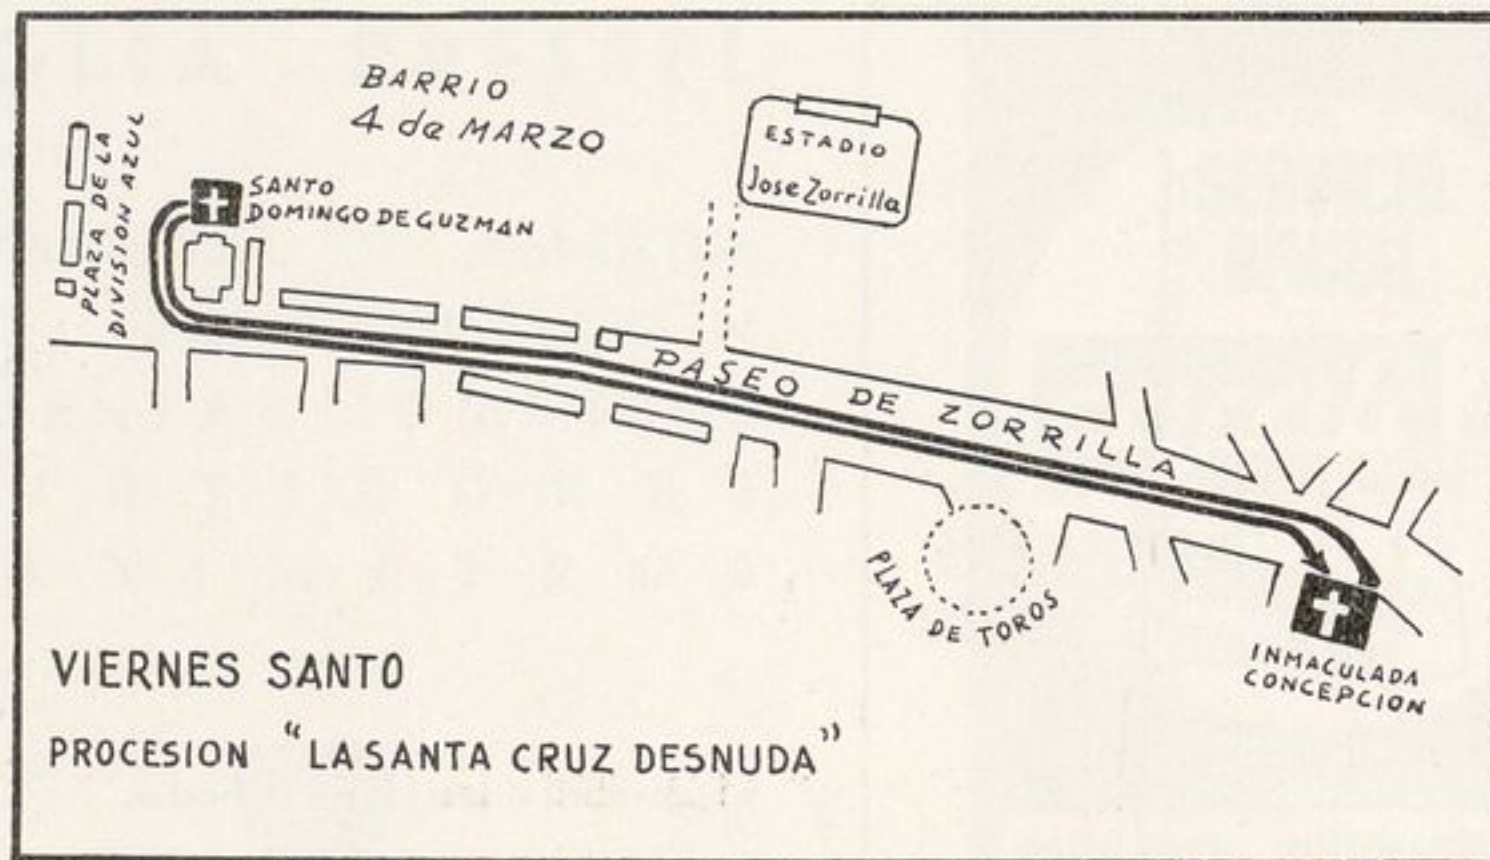 BARRIO
4 de MARZO
ESTADIO
Jose Zorrilla
PLAZA DE LA
DIVISION AZUL
SANTO
DOMINGO DE GUZMAN
PASEO DE ZORRILLA
PLAZA DE TOROS
INMACULADA
CONCEPCION
VIERNES SANTO
PROCESION "LA SANTA CRUZ DESNUDA"